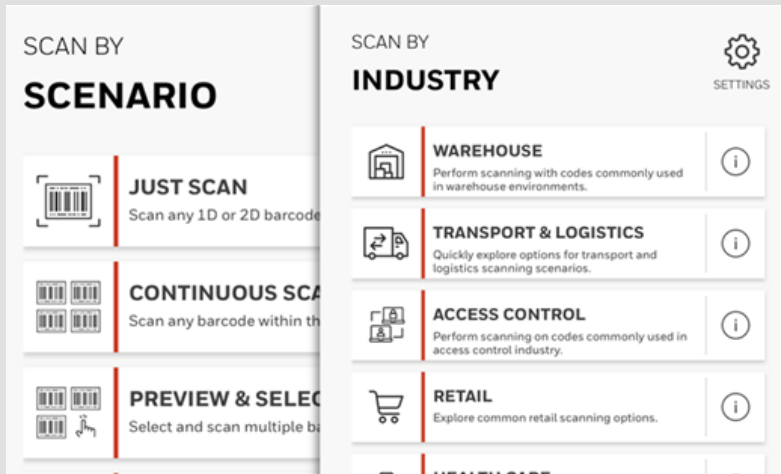 SCAN BY
SCENARIO
JUST SCAN
Scan any 1D or 2D barcode
CONTINUOUS
Scan any barcode within
PREVIEW &
Select and scan multiple
SCAN BY
INDUSTRY
SETTINGS
WAREHOUSE
Perform scanning with codes commonly used
in warehouse environments.
TRANSPORT & LOGISTICS
Quickly explore options for transport and
logistics scanning scenarios.
ACCESS CONTROL
Perform scanning on codes commonly used in
access control industry.
RETAIL
Explore common retail scanning options.